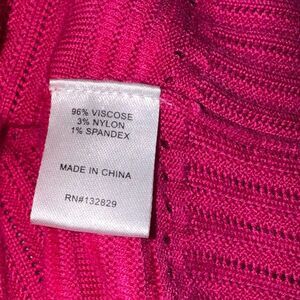 96% VISCOSE
3% NYLON
1% SPANDEX
MADE IN CHINA
RN#132829